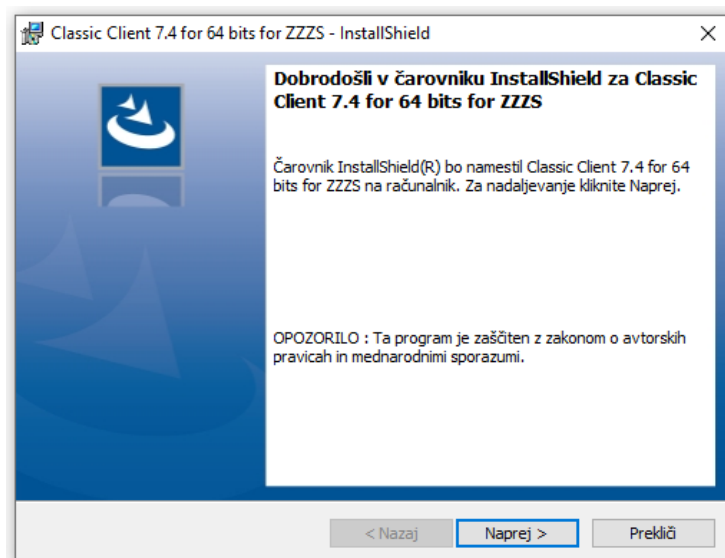 Classic Client 7.4 for 64 bits for ZZZS - InstallShield
Dobrodošli v čarovniku InstallShield za Classic
Client 7.4 for 64 bits for ZZZS
Čarovnik InstallShield(R) bo namestil Classic Client 7.4 for 64
bits for ZZZS na računalnik. Za nadaljevanje kliknite Naprej.
OPOZORILO : Ta program je zaščiten z zakonom o avtorskih
pravicah in mednarodnimi sporazumi.
< Nazaj
Naprej >
Prekliči